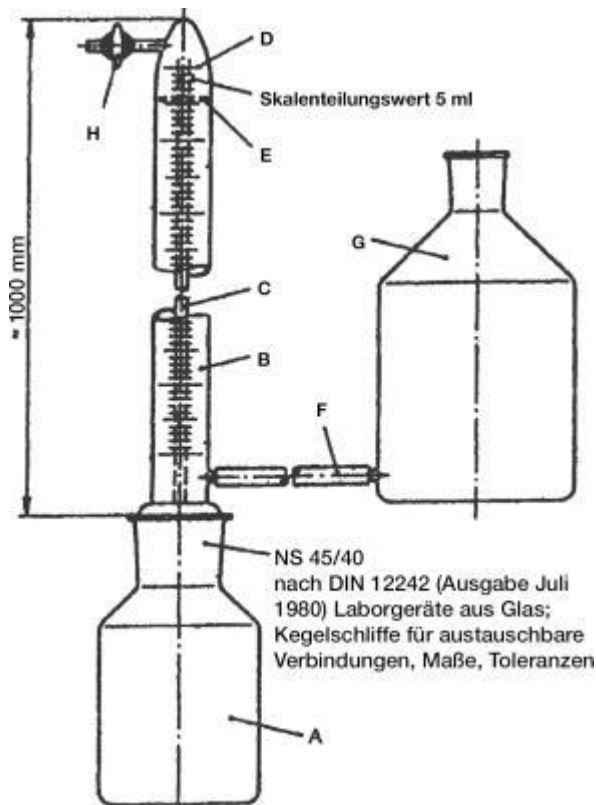 D
Skalenteilungswert 5 ml
H
E
G
≈ 1000 mm
C
B
F
NS 45/40
nach DIN 12242 (Ausgabe Juli
1980) Laborgeräte aus Glas;
Kegelschliffe für austauschbare
Verbindungen, Maße, Toleranzen
A